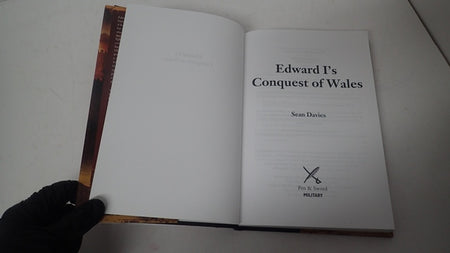 Edward I's
Conquest of Wales
Sean Davies
Pen & Sword
MILITARY